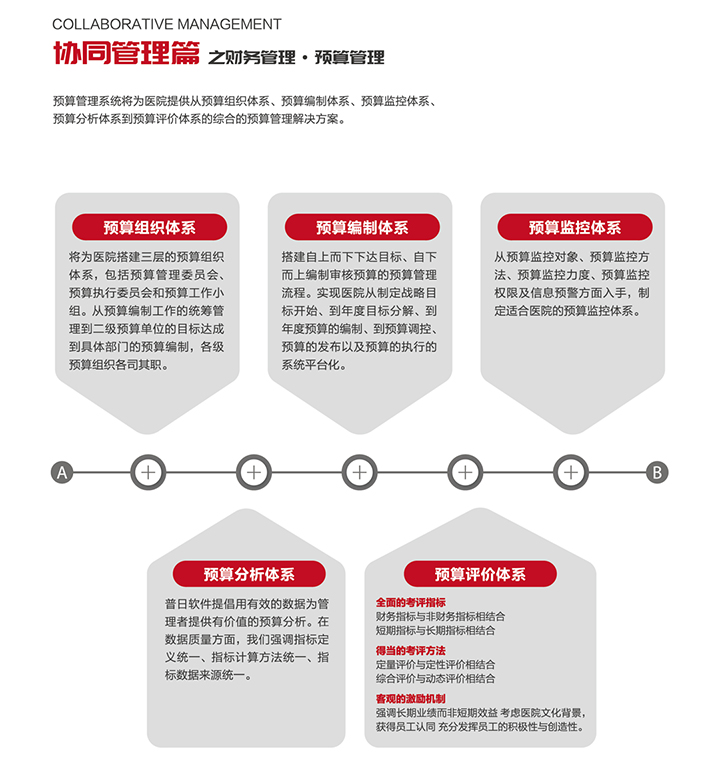 COLLABORATIVE MANAGEMENT
协同管理篇 之财务管理·预算管理
预算管理系统将为医院提供从预算组织体系、预算编制体系、预算监控体系、
预算分析体系到预算评价体系的综合的预算管理解决方案。
预算组织体系
将为医院搭建三层的预算组织
体系，包括预算管理委员会、
预算执行委员会和预算工作小
组。从预算编制工作的统筹管
理到二级预算单位的目标达成
到具体部门的预算编制，各级
预算组织各司其职。
预算编制体系
搭建自上而下下达目标、自下
而上编制审核预算的预算管理
流程。实现医院从制定战略目
标开始、到年度目标分解、到
年度预算的编制、到预算调控、
预算的发布以及预算的执行的
系统平台化。
预算监控体系
从预算监控对象、预算监控方
法、预算监控力度、预算监控
权限及信息预警方面入手，制
定适合医院的预算监控体系。
A
B
预算分析体系
普日软件提倡用有效的数据为管
理者提供有价值的预算分析。在
数据质量方面，我们强调指标定
义统一、指标计算方法统一、指
标数据来源统一。
预算评价体系
全面的考评指标
财务指标与非财务指标相结合
短期指标与长期指标相结合
得当的考评方法
定量评价与定性评价相结合
综合评价与动态评价相结合
客观的激励机制
强调长期业绩而非短期效益 考虑医院文化背景，
获得员工认同 充分发挥员工的积极性与创造性。